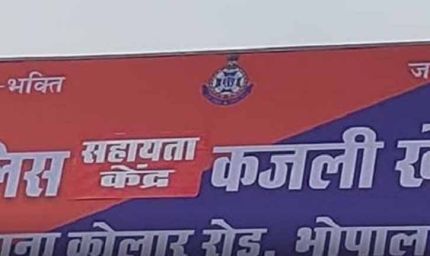 -भक्ति ज
लिस सहायता केंद्र कजली खे
ाना कोलार रोड, भोपाल